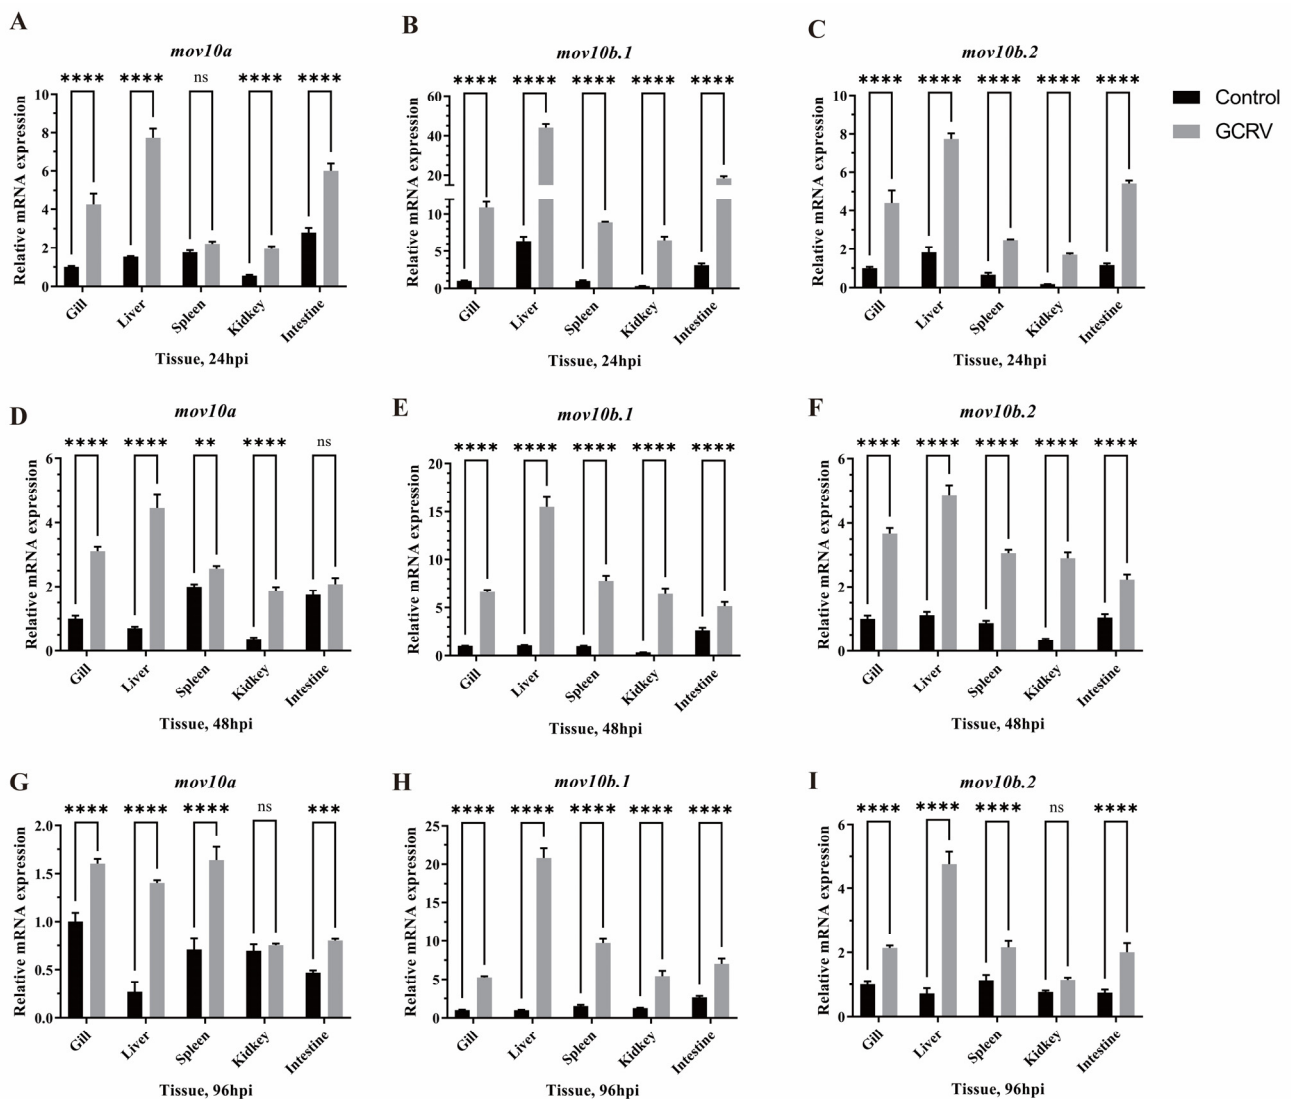 A
mov10a
**** **** ns **** ****
Relative mRNA expression
10
8
6
4
2
0
Gill Liver Spleen Kidkey Intestine
Tissue, 24hpi
B
mov10b.1
**** **** **** **** ****
Relative mRNA expression
60
40
20
10
5
0
Gill Liver Spleen Kidkey Intestine
Tissue, 24hpi
C
mov10b.2
**** **** **** **** ****
Relative mRNA expression
10
8
6
4
2
0
Gill Liver Spleen Kidkey Intestine
Tissue, 24hpi
Control
GCRV
D
mov10a
**** **** ** **** ns
Relative mRNA expression
6
4
2
0
Gill Liver Spleen Kidkey Intestine
Tissue, 48hpi
E
mov10b.1
**** **** **** **** ****
Relative mRNA expression
20
15
10
5
0
Gill Liver Spleen Kidkey Intestine
Tissue, 48hpi
F
mov10b.2
**** **** **** **** ****
Relative mRNA expression
6
4
2
0
Gill Liver Spleen Kidkey Intestine
Tissue, 48hpi
G
mov10a
**** **** **** ns ***
Relative mRNA expression
2.0
1.5
1.0
0.5
0.0
Gill Liver Spleen Kidkey Intestine
Tissue, 96hpi
H
mov10b.1
**** **** **** **** ****
Relative mRNA expression
25
20
15
10
5
0
Gill Liver Spleen Kidkey Intestine
Tissue, 96hpi
I
mov10b.2
**** **** **** ns ****
Relative mRNA expression
6
4
2
0
Gill Liver Spleen Kidkey Intestine
Tissue, 96hpi